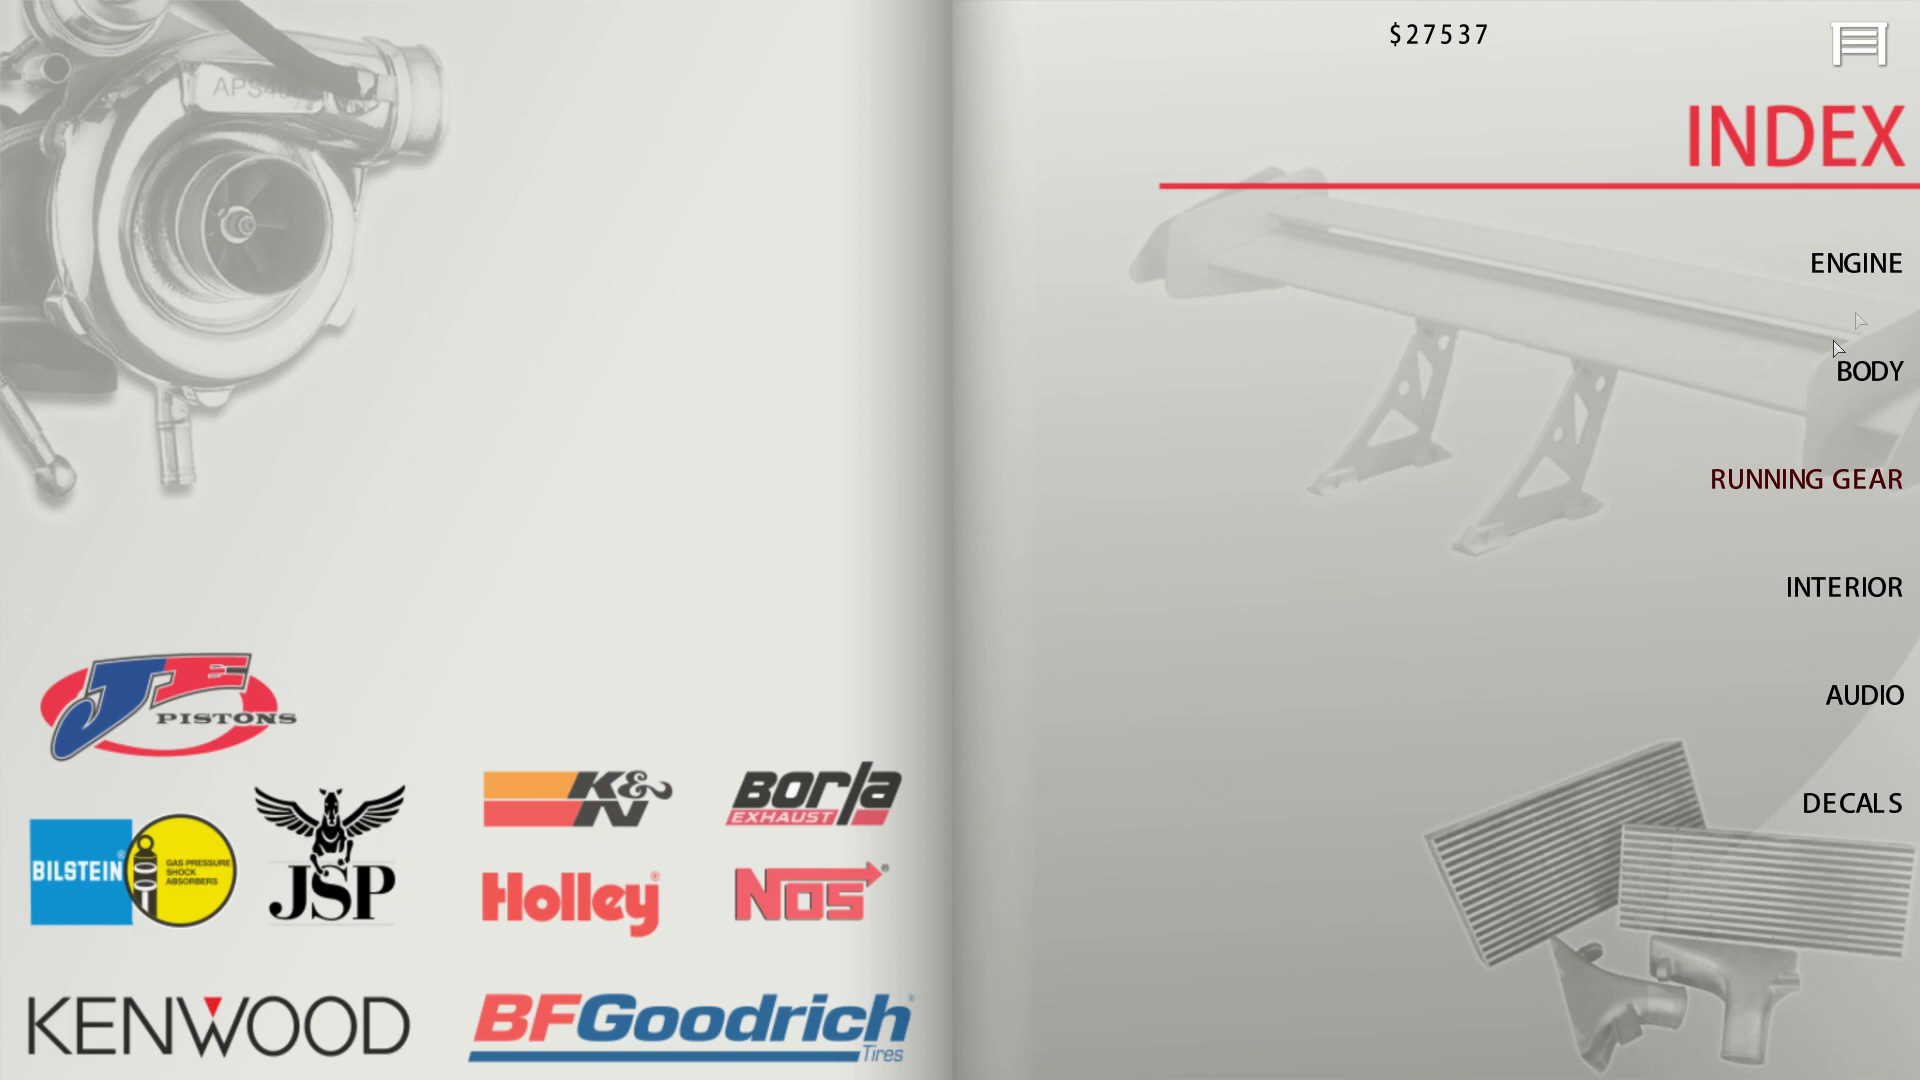 $27537
INDEX
ENGINE
BODY
RUNNING GEAR
INTERIOR
AUDIO
DECALS
JE
PISTONS
BILSTEIN®
GAS PRESSURE
SHOCK
ABSORBERS
JSP
K&N
BORLA
EXHAUST
Holley®
NOS®
KENWOOD
BFGoodrich®
Tires